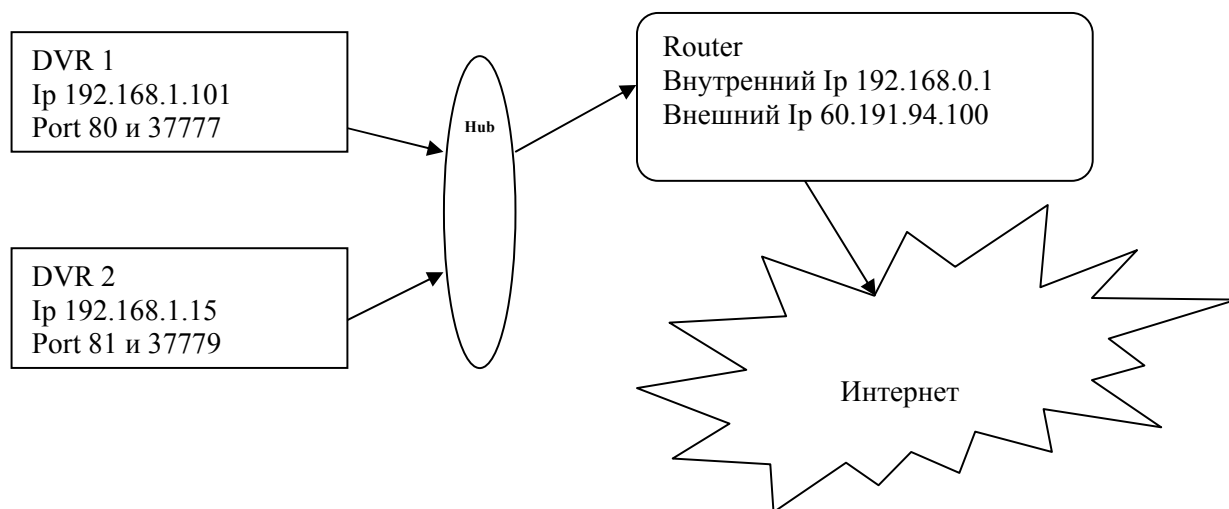 DVR 1
Ip 192.168.1.101
Port 80 и 37777
Hub
Router
Внутренний Ip 192.168.0.1
Внешний Ip 60.191.94.100
DVR 2
Ip 192.168.1.15
Port 81 и 37779
Интернет